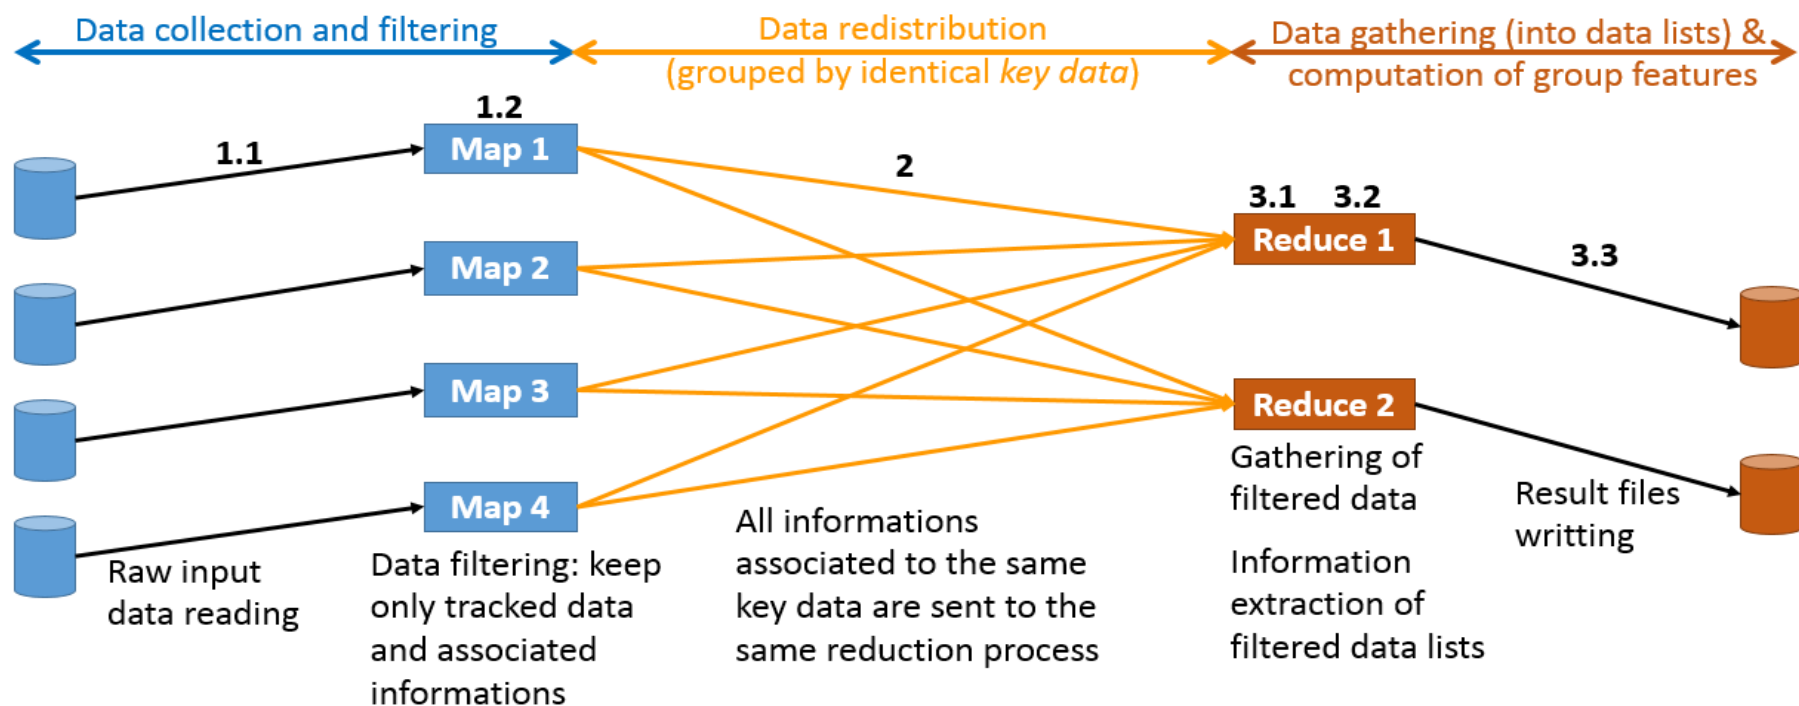 Data collection and filtering
Data redistribution
(grouped by identical key data)
Data gathering (into data lists) &
computation of group features
1.1
1.2
Map 1
Map 2
Map 3
Map 4
2
3.1 3.2
Reduce 1
Reduce 2
3.3
Raw input
data reading
Data filtering: keep
only tracked data
and associated
informations
All informations
associated to the same
key data are sent to the
same reduction process
Gathering of
filtered data
Information
extraction of
filtered data lists
Result files
writting